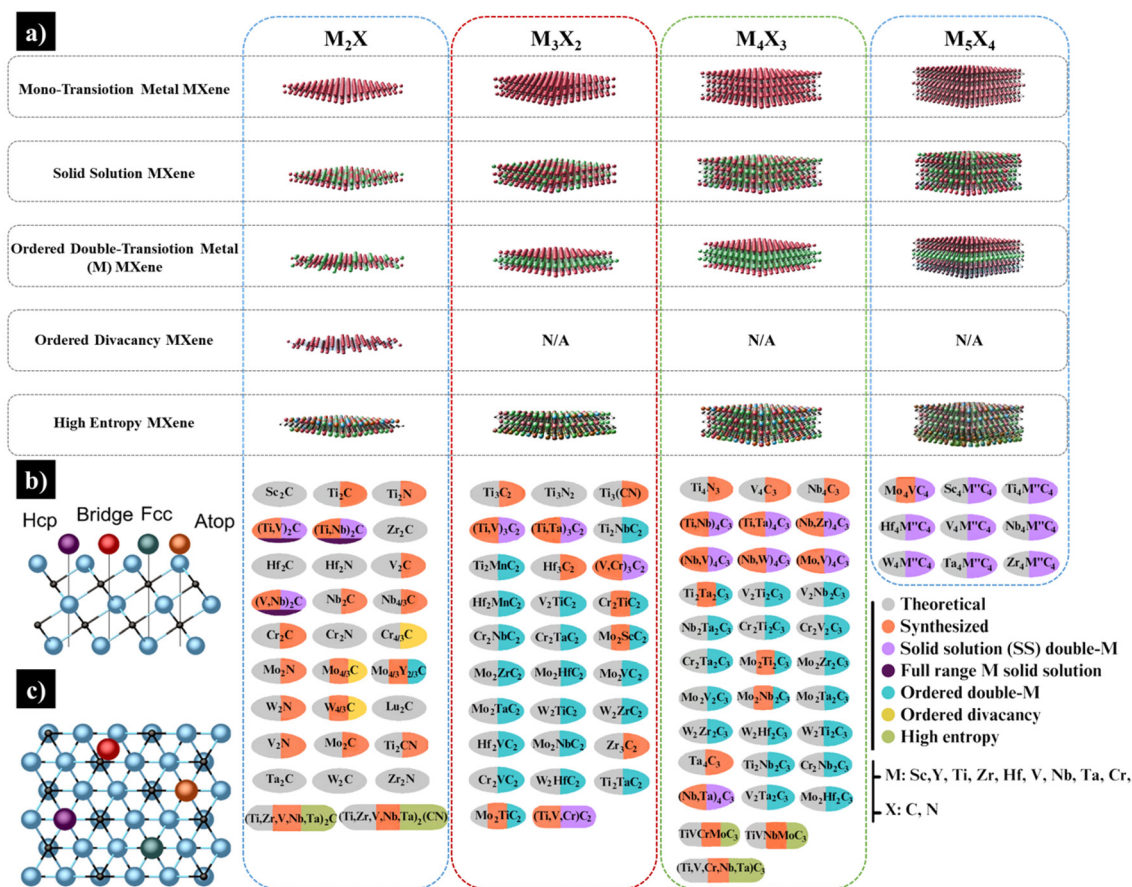 a)
M₂X
M₃X₂
M₄X₃
M₅X₄
Mono-Transiotion Metal MXene
Solid Solution MXene
Ordered Double-Transiotion Metal
(M) MXene
Ordered Divacancy MXene
N/A
N/A
N/A
High Entropy MXene
b)
Hcp
Bridge
Fcc
Atop
c)
Sc₂C Ti₂C Ti₂N
(Ti,V)₂C (Ti,Nb)₂C Zr₂C
Hf₂C Hf₂N V₂C
(V,Nb)₂C Nb₂C Nb₄/₃C
Cr₂C Cr₂N Cr₄/₃C
Mo₂N Mo₄/₃C Mo₄/₃Y₂/₃C
W₂N W₄/₃C Lu₂C
V₂N Mo₂C Ti₂CN
Ta₂C W₂C Zr₂N
(Ti,Zr,V,Nb,Ta)₂C (Ti,Zr,V,Nb,Ta)₂(CN)
Ti₃C₂ Ti₃N₂ Ti₃(CN)
(Ti,V)₃C₂ (Ti,Ta)₃C₂ Ti₂NbC₂
Ti₂MnC₂ Hf₃C₂ (V,Cr)₃C₂
Hf₂MnC₂ V₂TiC₂ Cr₂TiC₂
Cr₂NbC₂ Cr₂TaC₂ Mo₂ScC₂
Mo₂ZrC₂ Mo₂HfC₂ Mo₂VC₂
Mo₂TaC₂ W₂TiC₂ W₂ZrC₂
Hf₂VC₂ Mo₂NbC₂ Zr₃C₂
Cr₂VC₂ W₂HfC₂ Ti₂TaC₂
Mo₂TiC₂ (Ti,V,Cr)C₂
Ti₄N₃ V₄C₃ Nb₄C₃
(Ti,Nb)₄C₃ (Ti,Ta)₄C₃ (Nb,Zr)₄C₃
(Nb,V)₄C₃ (Nb,W)₄C₃ (Mo,V)₄C₃
Ti₂Ta₂C₃ V₂Ti₂C₃ V₂Nb₂C₃
Nb₂Ta₂C₃ Cr₂Ti₂C₃ Cr₂V₂C₃
Cr₂Ta₂C₃ Mo₂Ti₂C₃ Mo₂Zr₂C₃
Mo₂V₂C₃ Mo₂Nb₂C₃ Mo₂Ta₂C₃
W₂Zr₂C₃ W₂Hf₂C₃ W₂Ti₂C₃
Ta₄C₃ Ti₂Nb₂C₃ Cr₂Nb₂C₃
(Nb,Ta)₄C₃ V₂Ta₂C₃ Mo₂Hf₂C₃
TiVCrMoC₃ TiVNbMoC₃
(Ti,V,Cr,Nb,Ta)C₃
Mo₄VC₄ Sc₄M"C₄ Ti₄M"C₄
Hf₄M"C₄ V₄M"C₄ Nb₄M"C₄
W₄M"C₄ Ta₄M"C₄ Zr₄M"C₄
Theoretical
Synthesized
Solid solution (SS) double-M
Full range M solid solution
Ordered double-M
Ordered divacancy
High entropy
M: Sc,Y, Ti, Zr, Hf, V, Nb, Ta, Cr,
X: C, N